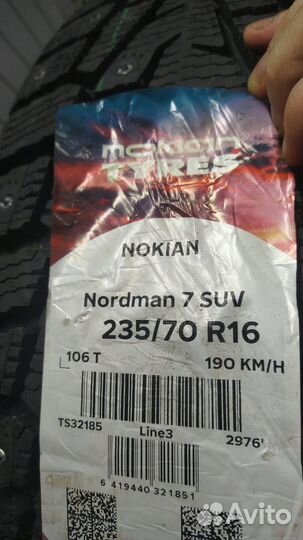 nokian
TYRES
NOKIAN
Nordman 7 SUV
235/70 R16
106 T 190 KM/H
TS32185 Line3 2976'
6 419440 321851
Avito